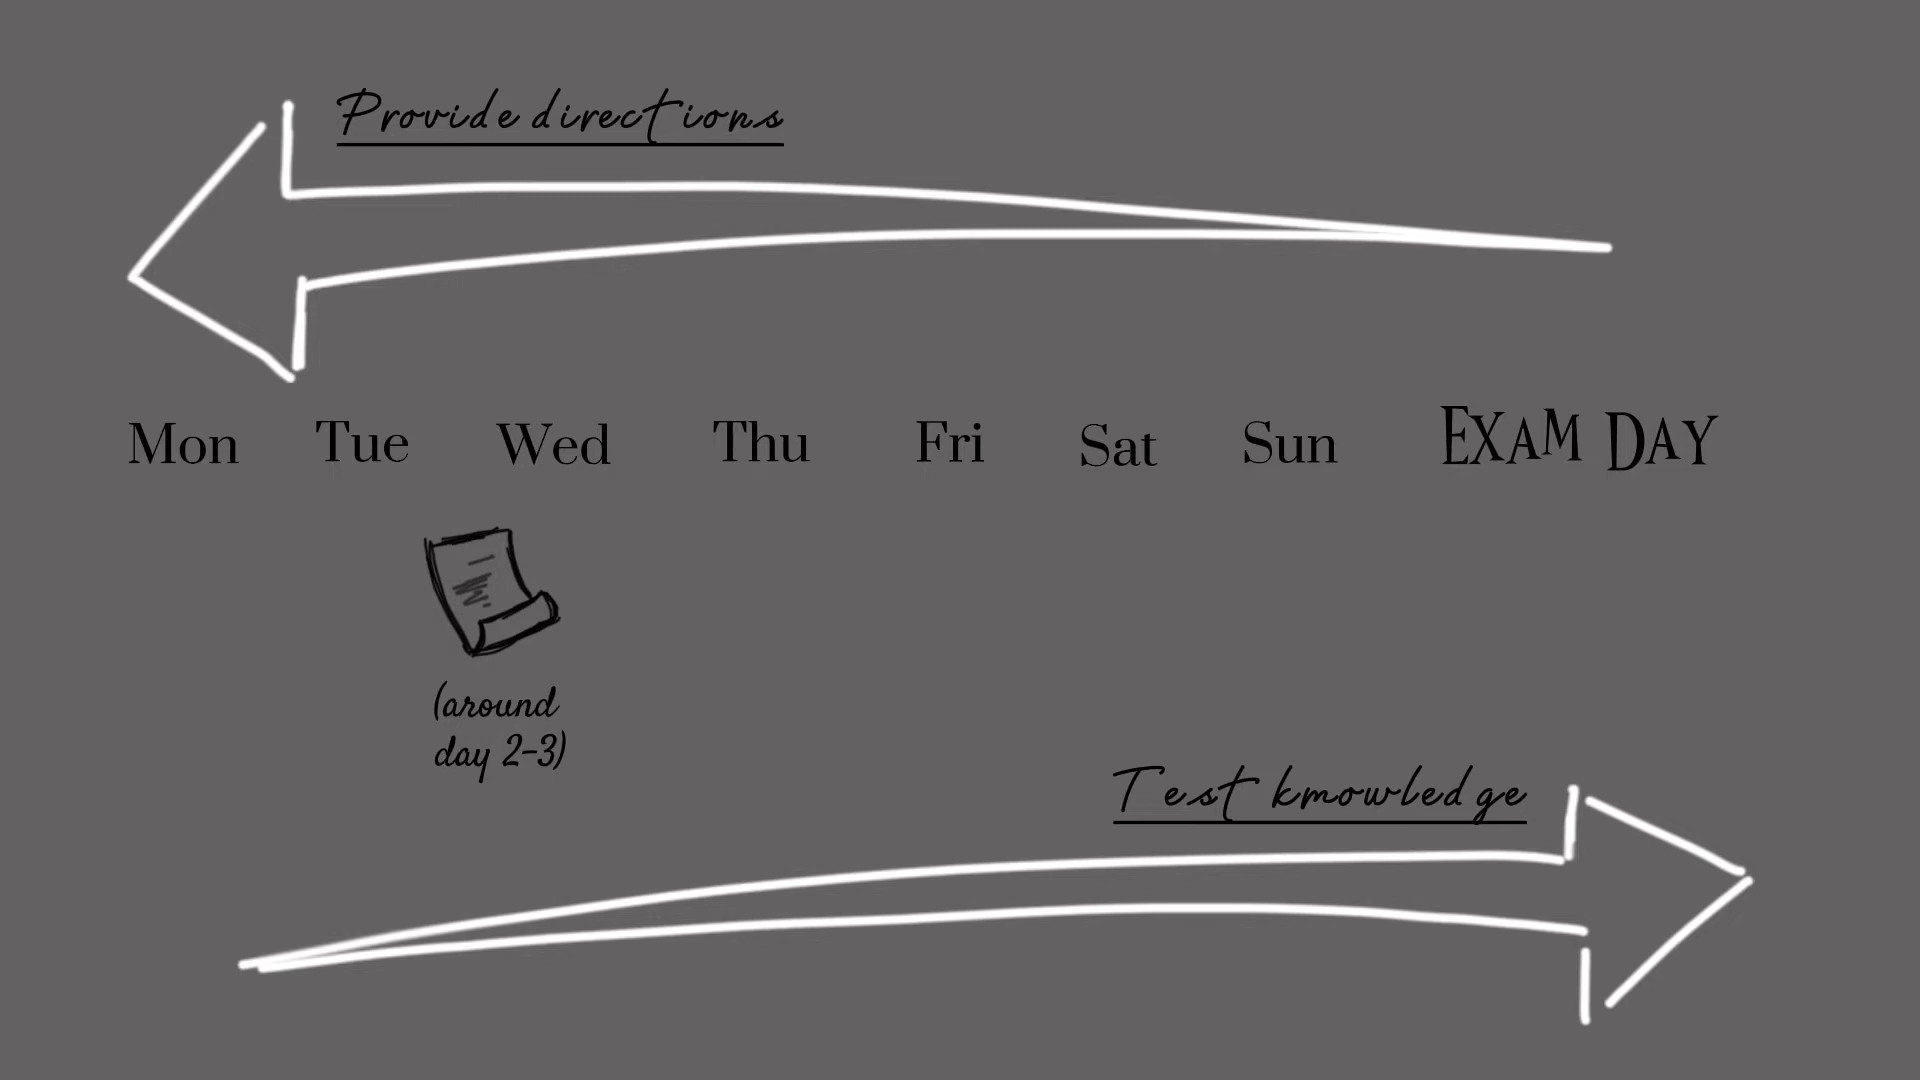 Provide directions
Mon Tue Wed Thu Fri Sat Sun EXAM DAY
(around
day 2-3)
Test kmowledge